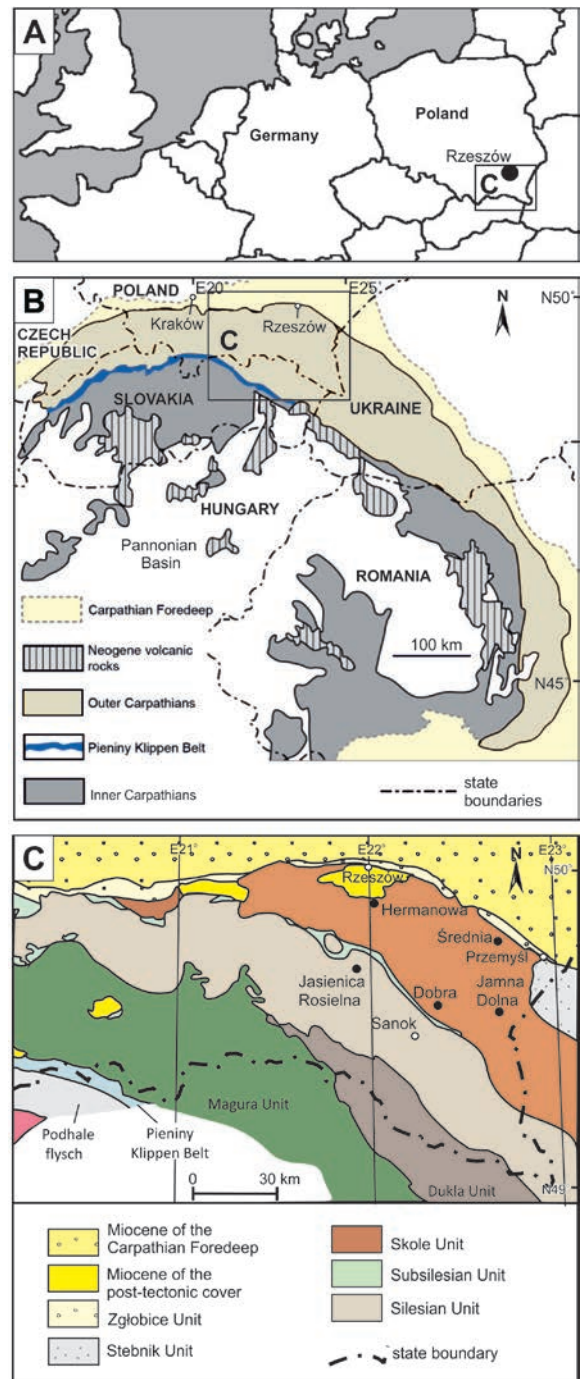 A
Germany
Poland
Rzeszów
C
B
POLAND
E20°
E25°
N50°
N
Kraków
Rzeszów
C
CZECH
REPUBLIC
SLOVAKIA
UKRAINE
HUNGARY
Pannonian
Basin
ROMANIA
100 km
N45°
Carpathian Foredeep
Neogene volcanic
rocks
Outer Carpathians
Pieniny Klippen Belt
Inner Carpathians
state
boundaries
C
E21°
E22°
E23°
N
N50°
Rzeszów
Hermanowa
Średnia
Przemyśl
Jasienica
Rosielna
Dobra
Jamna
Dolna
Sanok
Magura Unit
Podhale
flysch
Pieniny
Klippen Belt
Dukla Unit
N49
0 30 km
Miocene of the
Carpathian Foredeep
Miocene of the
post-tectonic cover
Zgłobice Unit
Stebnik Unit
Skole Unit
Subsilesian Unit
Silesian Unit
state boundary